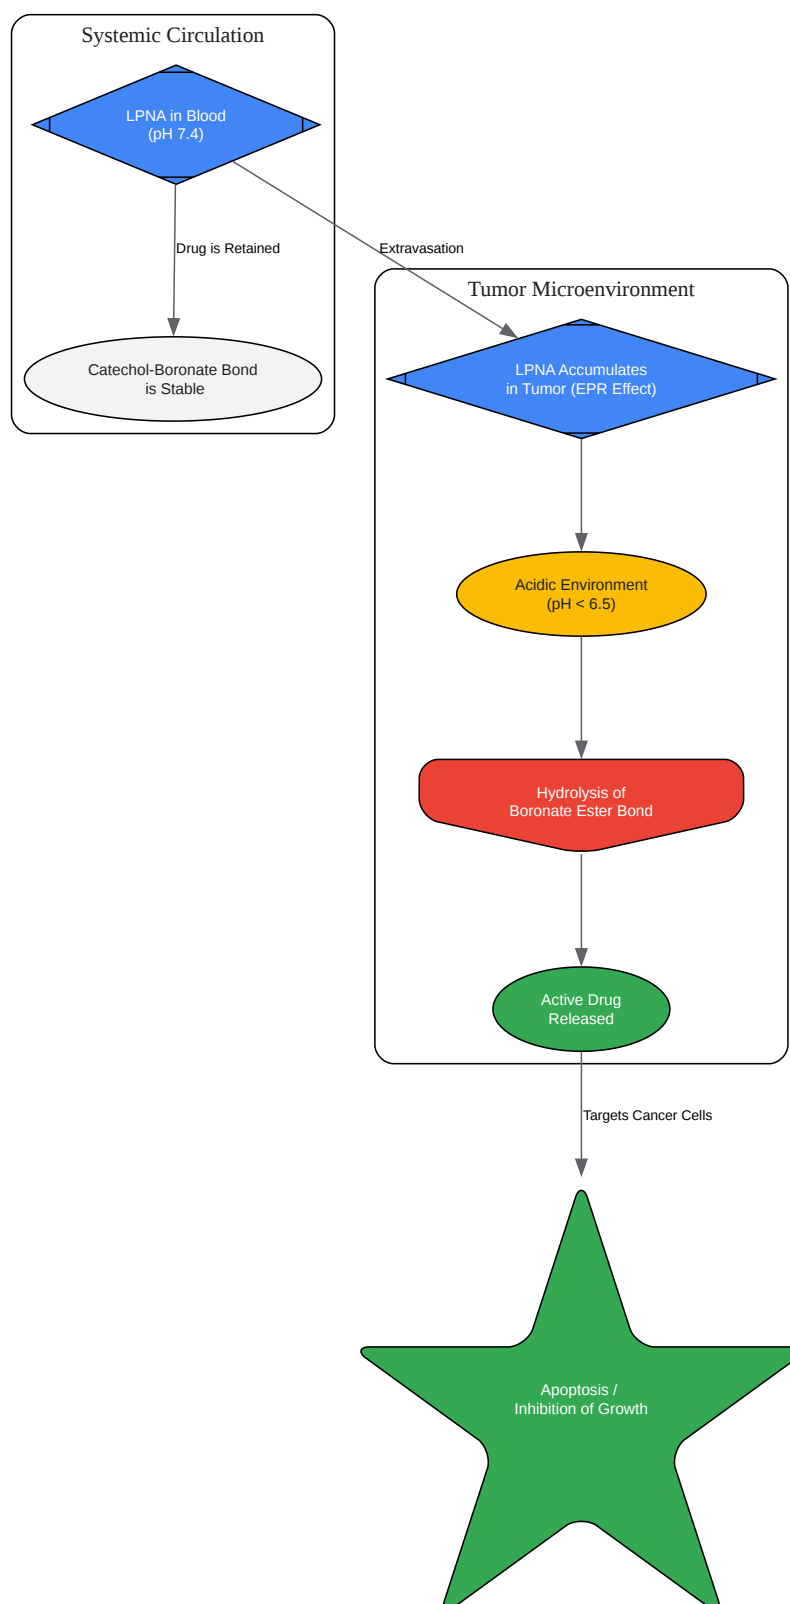 Systemic Circulation
LPNA in Blood
(pH 7.4)
Drug is Retained
Extravasation
Catechol-Boronate Bond
is Stable
Tumor Microenvironment
LPNA Accumulates
in Tumor (EPR Effect)
Acidic Environment
(pH < 6.5)
Hydrolysis of
Boronate Ester Bond
Active Drug
Released
Targets Cancer Cells
Apoptosis /
Inhibition of Growth